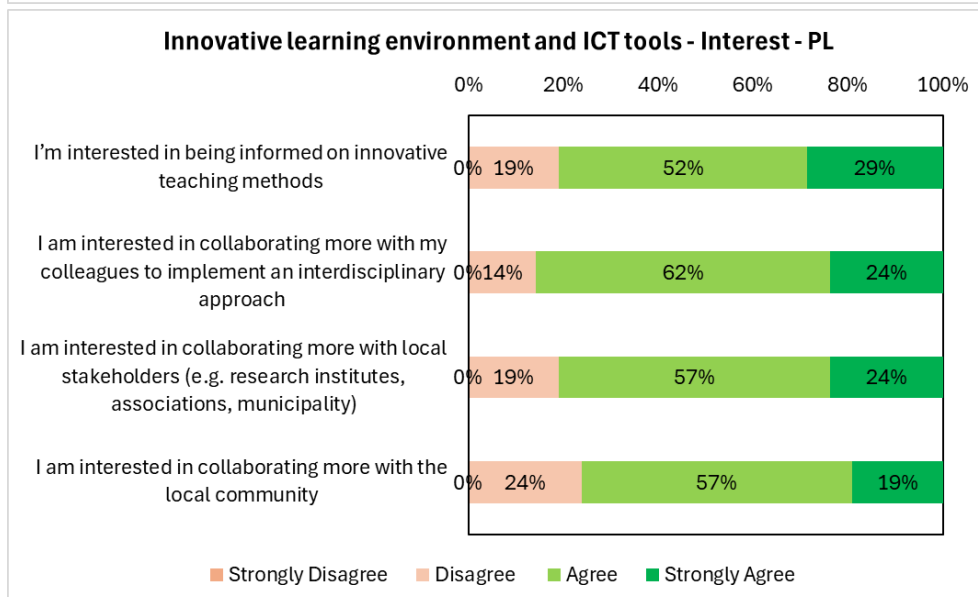 Innovative learning environment and ICT tools - Interest - PL
0% 20% 40% 60% 80% 100%
I'm interested in being informed on innovative
teaching methods
0% 19% 52% 29%
I am interested in collaborating more with my
colleagues to implement an interdisciplinary
approach
0% 14% 62% 24%
I am interested in collaborating more with local
stakeholders (e.g. research institutes,
associations, municipality)
0% 19% 57% 24%
I am interested in collaborating more with the
local community
0% 24% 57% 19%
Strongly Disagree Disagree Agree Strongly Agree